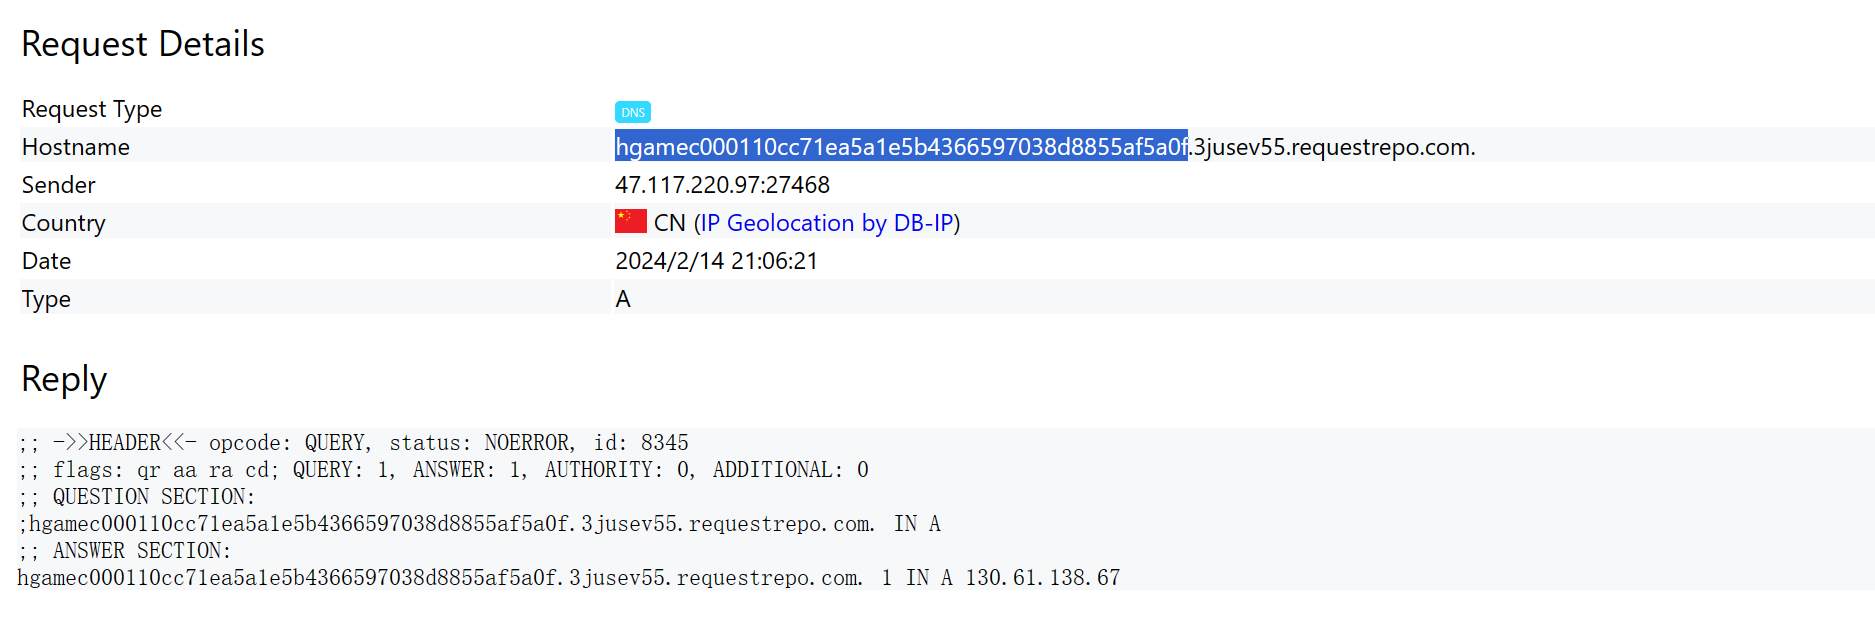 Request Details
Request Type DNS
Hostname hgamec000110cc71ea5a1e5b4366597038d8855af5a0f.3jusev55.requestrepo.com.
Sender 47.117.220.97:27468
Country CN (IP Geolocation by DB-IP)
Date 2024/2/14 21:06:21
Type A
Reply
;; ->>HEADER<<- opcode: QUERY, status: NOERROR, id: 8345
;; flags: qr aa ra cd; QUERY: 1, ANSWER: 1, AUTHORITY: 0, ADDITIONAL: 0
;; QUESTION SECTION:
;hgamec000110cc71ea5a1e5b4366597038d8855af5a0f.3jusev55.requestrepo.com. IN A
;; ANSWER SECTION:
hgamec000110cc71ea5a1e5b4366597038d8855af5a0f.3jusev55.requestrepo.com. 1 IN A 130.61.138.67